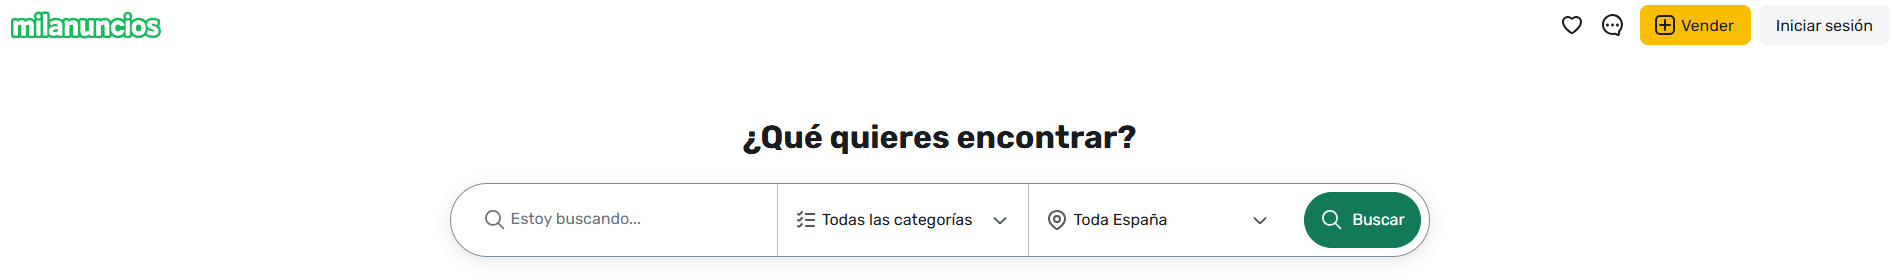 milanuncios
Vender
Iniciar sesión
¿Qué quieres encontrar?
Estoy buscando...
Todas las categorías
Toda España
Buscar